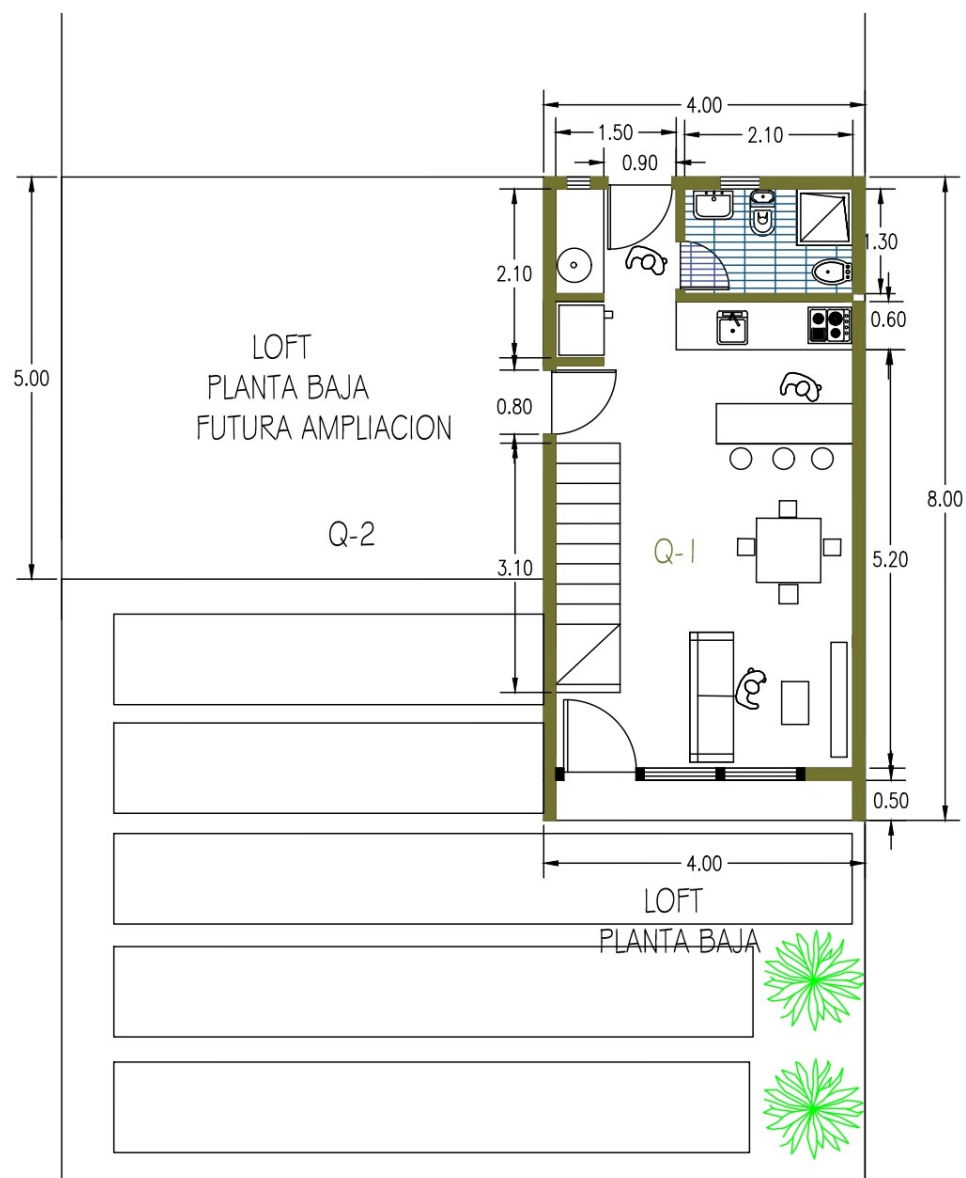 4.00
1.50
2.10
0.90
1.30
2.10
0.60
LOFT
PLANTA BAJA
FUTURA AMPLIACION
5.00
0.80
8.00
Q-2
Q-1
5.20
3.10
0.50
4.00
LOFT
PLANTA BAJA